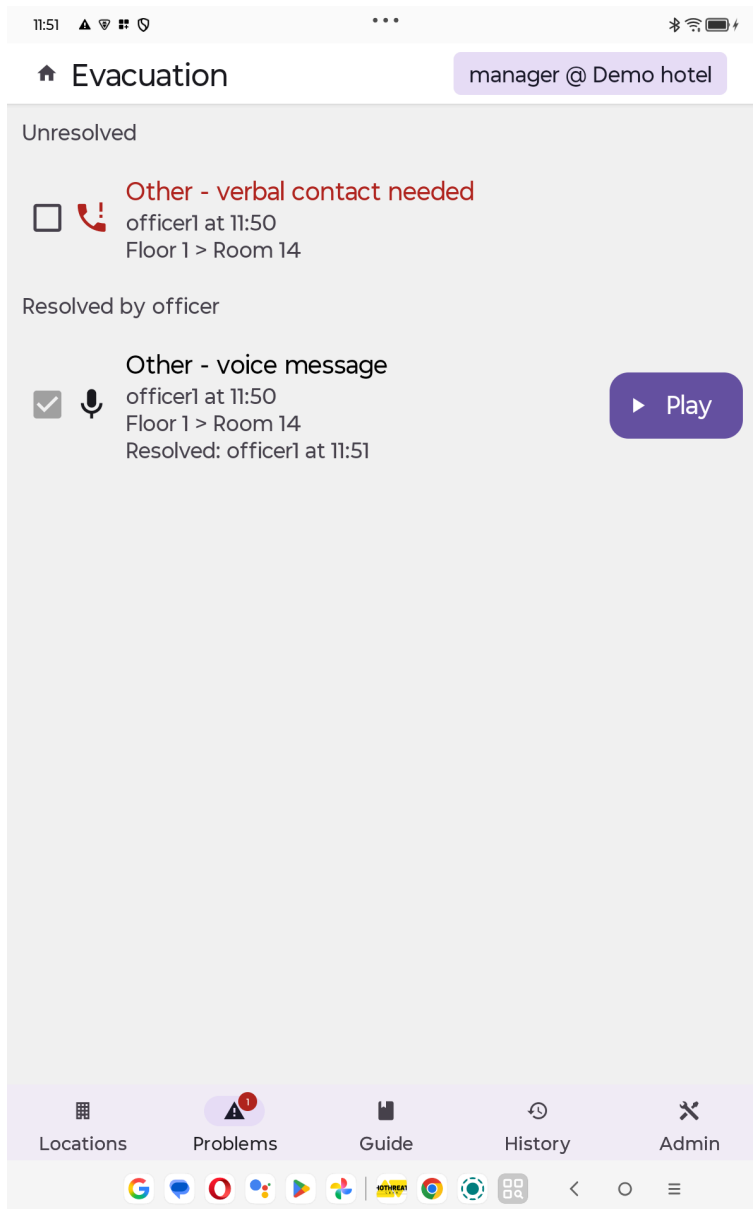 11:51
Evacuation
manager @ Demo hotel
Unresolved
Other - verbal contact needed
officer1 at 11:50
Floor 1 > Room 14
Resolved by officer
Other - voice message
officer1 at 11:50
Floor 1 > Room 14
Resolved: officer1 at 11:51
Play
1
Locations
Problems
Guide
History
Admin